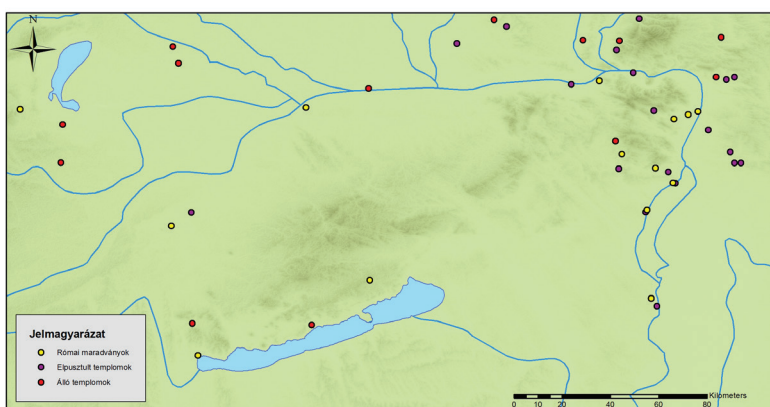 N
Jelmagyarázat
Római maradványok
Elpusztult templomok
Álló templomok
Kilometers
0 10 20 40 60 80